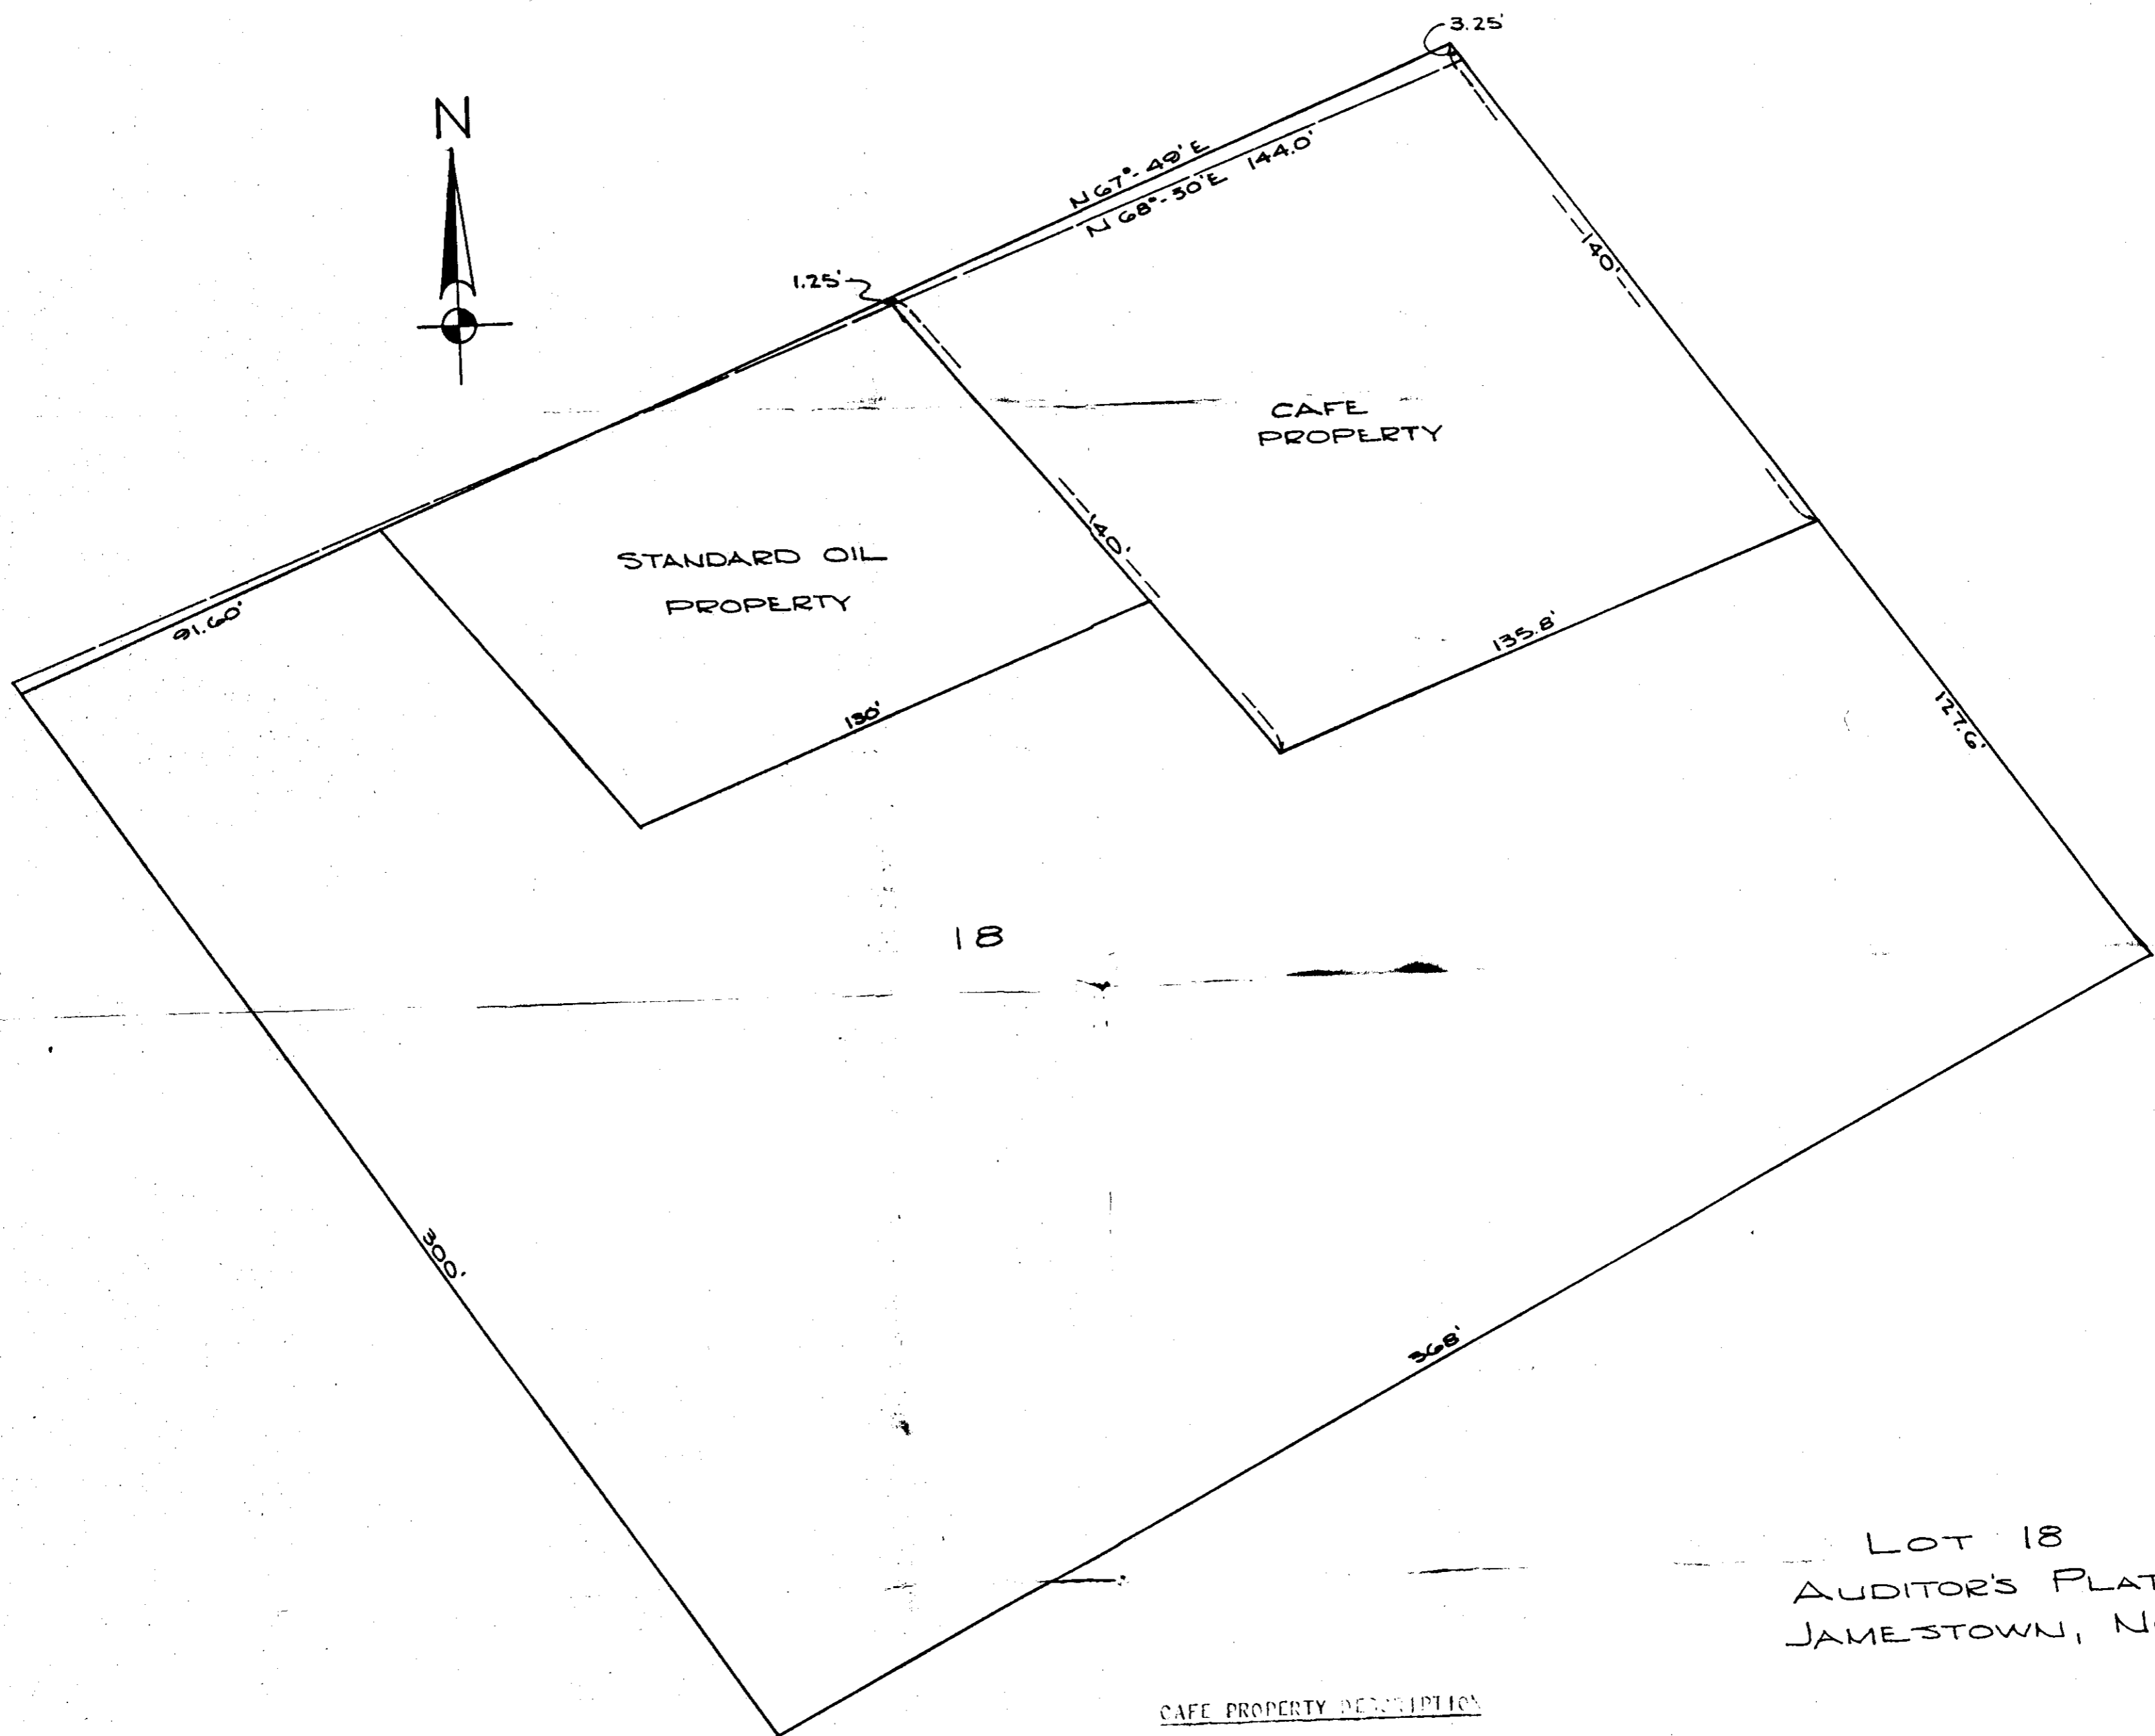 3.25'
N
N 67°-49'E
N 68°-30'E 144.0'
1.25'
140'
CAFE
PROPERTY
140'
STANDARD OIL
PROPERTY
91.60'
135.8'
130'
127.6'
18
300'
368'
LOT 18
AUDITOR'S PLAT
JAMESTOWN, N.
CAFE PROPERTY DESCRIPTION